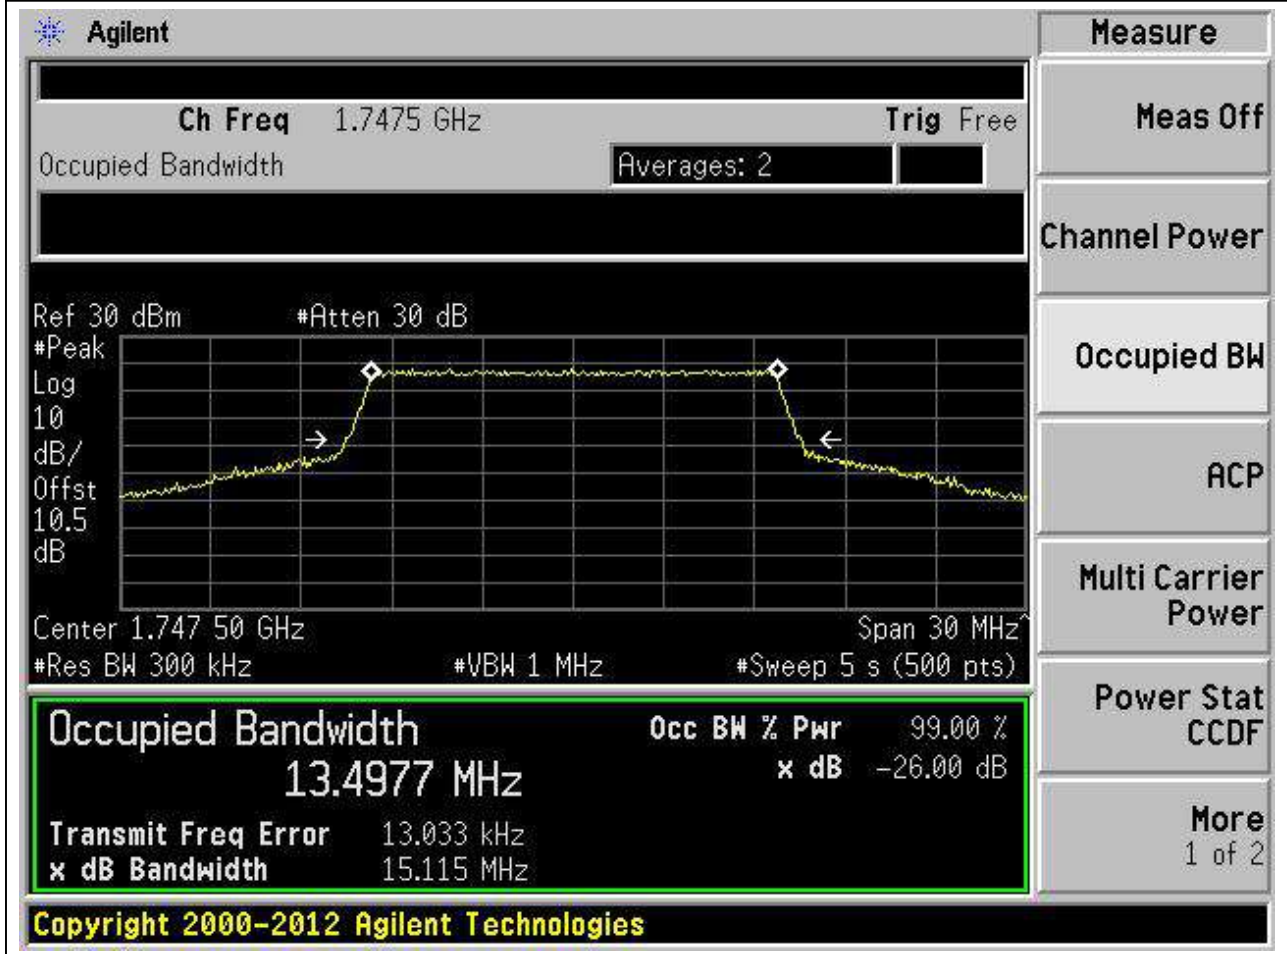 Agilent
Measure
Ch Freq 1.7475 GHz Trig Free
Occupied Bandwidth Averages: 2
Ref 30 dBm #Atten 30 dB
#Peak
Log
10
dB/
Offst
10.5
dB
Center 1.747 50 GHz Span 30 MHz^
#Res BW 300 kHz #VBW 1 MHz #Sweep 5 s (500 pts)
Occupied Bandwidth Occ BW % Pwr 99.00 %
13.4977 MHz x dB -26.00 dB
Transmit Freq Error 13.033 kHz
x dB Bandwidth 15.115 MHz
Meas Off
Channel Power
Occupied BW
ACP
Multi Carrier
Power
Power Stat
CCDF
More
1 of 2
Copyright 2000-2012 Agilent Technologies